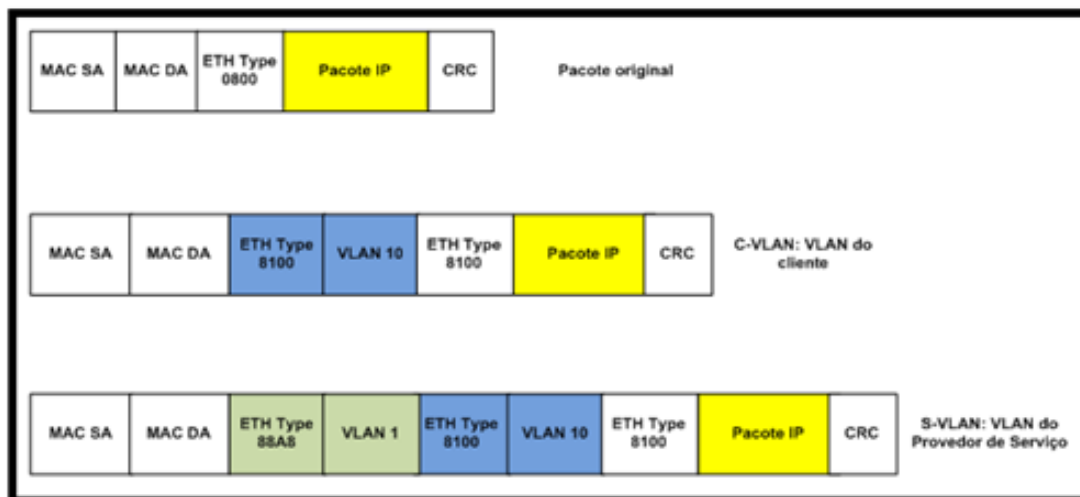 MAC SA MAC DA ETH Type 0800 Pacote IP CRC Pacote original
MAC SA MAC DA ETH Type 8100 VLAN 10 ETH Type 8100 Pacote IP CRC C-VLAN: VLAN do cliente
MAC SA MAC DA ETH Type 88A8 VLAN 1 ETH Type 8100 VLAN 10 ETH Type 8100 Pacote IP CRC S-VLAN: VLAN do Provedor de Serviço